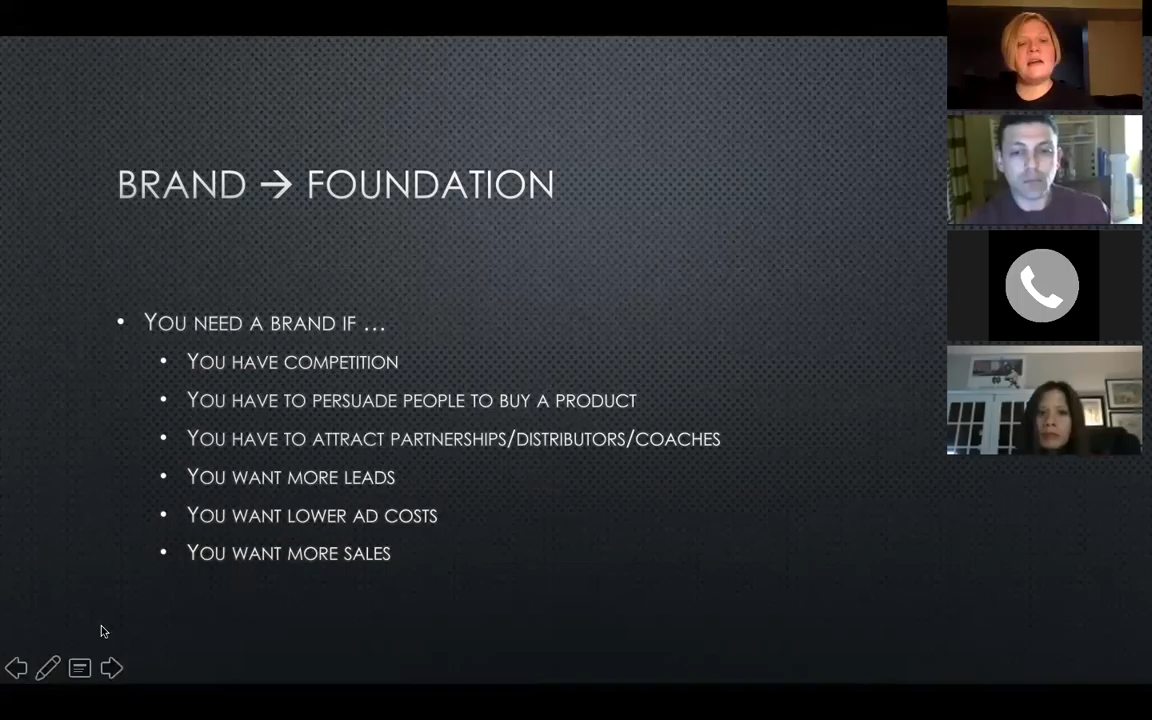 BRAND → FOUNDATION
• YOU NEED A BRAND IF …
• YOU HAVE COMPETITION
• YOU HAVE TO PERSUADE PEOPLE TO BUY A PRODUCT
• YOU HAVE TO ATTRACT PARTNERSHIPS/DISTRIBUTORS/COACHES
• YOU WANT MORE LEADS
• YOU WANT LOWER AD COSTS
• YOU WANT MORE SALES